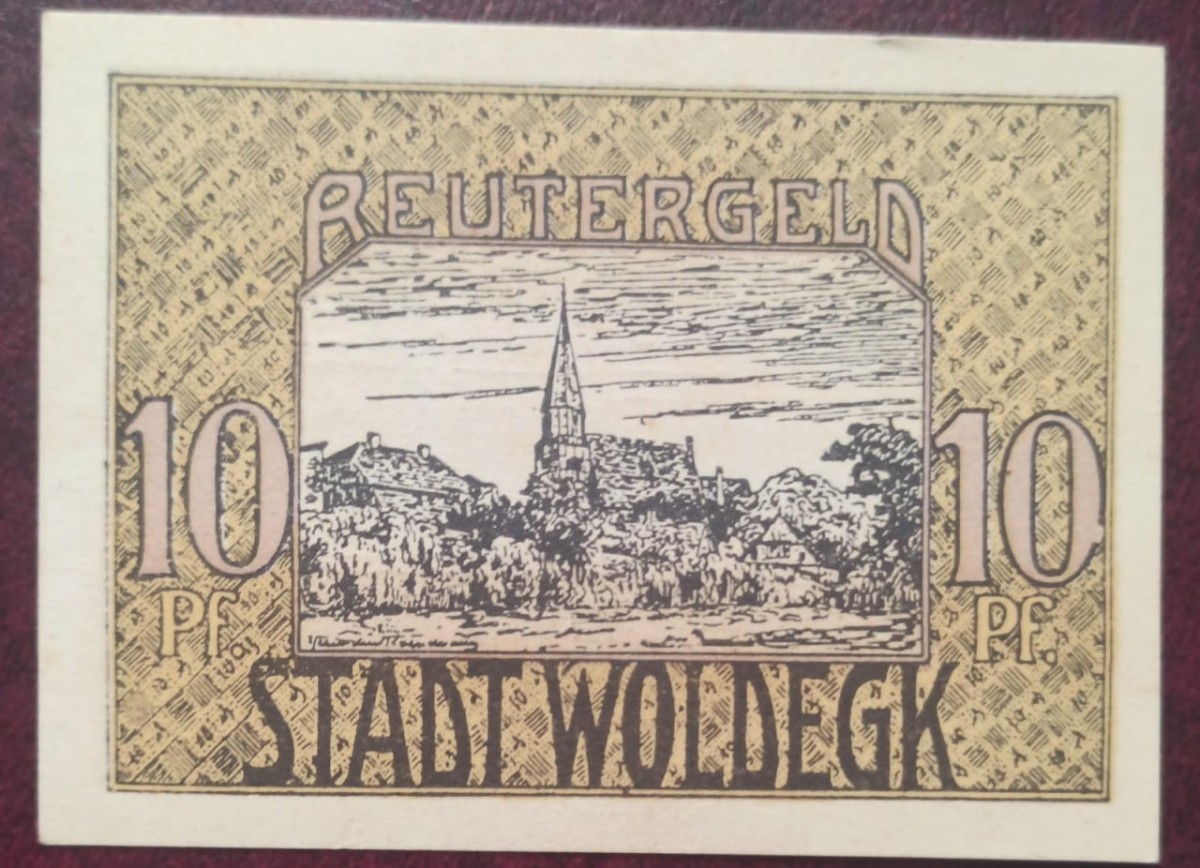 REUTERGELD
10 10
Pf. Pf.
STADT WOLDEGK